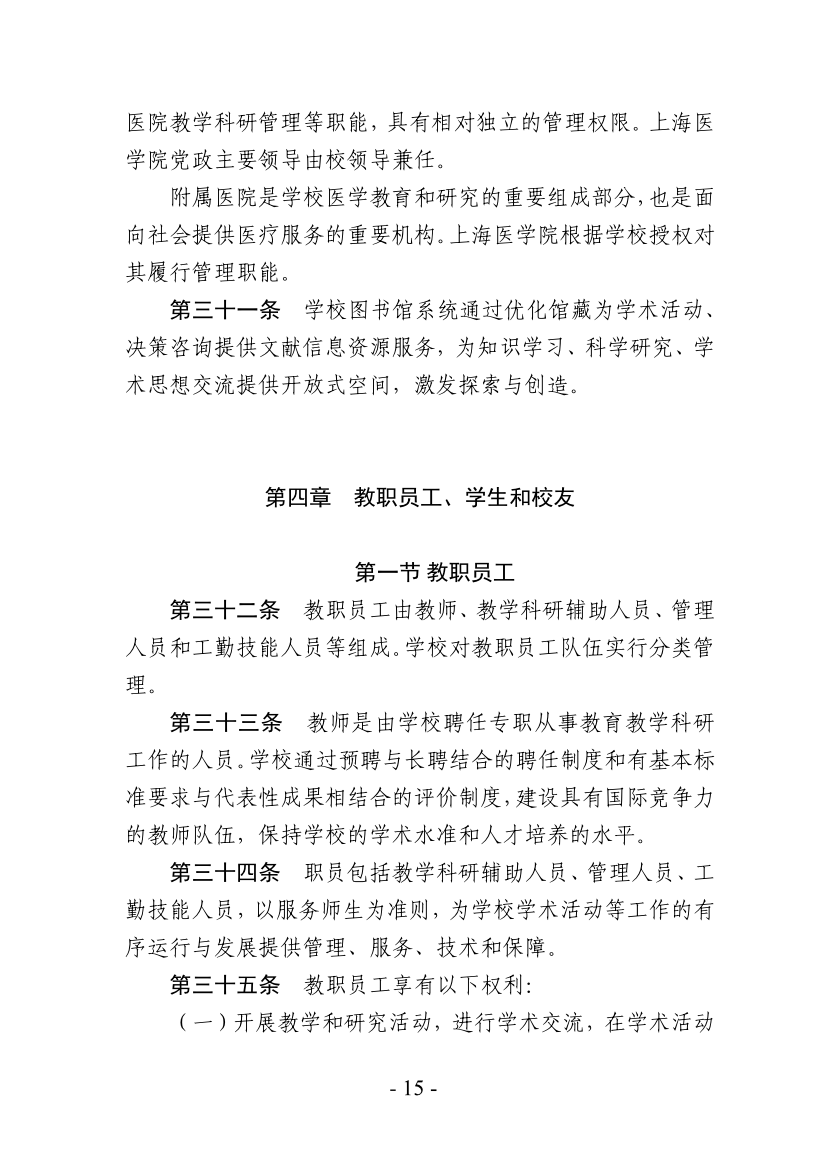 医院教学科研管理等职能，具有相对独立的管理权限。上海医
学院党政主要领导由校领导兼任。
附属医院是学校医学教育和研究的重要组成部分，也是面
向社会提供医疗服务的重要机构。上海医学院根据学校授权对
其履行管理职能。
第三十一条　学校图书馆系统通过优化馆藏为学术活动、
决策咨询提供文献信息资源服务，为知识学习、科学研究、学
术思想交流提供开放式空间，激发探索与创造。
第四章　教职员工、学生和校友
第一节 教职员工
第三十二条　教职员工由教师、教学科研辅助人员、管理
人员和工勤技能人员等组成。学校对教职员工队伍实行分类管
理。
第三十三条　教师是由学校聘任专职从事教育教学科研
工作的人员。学校通过预聘与长聘结合的聘任制度和有基本标
准要求与代表性成果相结合的评价制度，建设具有国际竞争力
的教师队伍，保持学校的学术水准和人才培养的水平。
第三十四条　职员包括教学科研辅助人员、管理人员、工
勤技能人员，以服务师生为准则，为学校学术活动等工作的有
序运行与发展提供管理、服务、技术和保障。
第三十五条　教职员工享有以下权利：
（一）开展教学和研究活动，进行学术交流，在学术活动
- 15 -